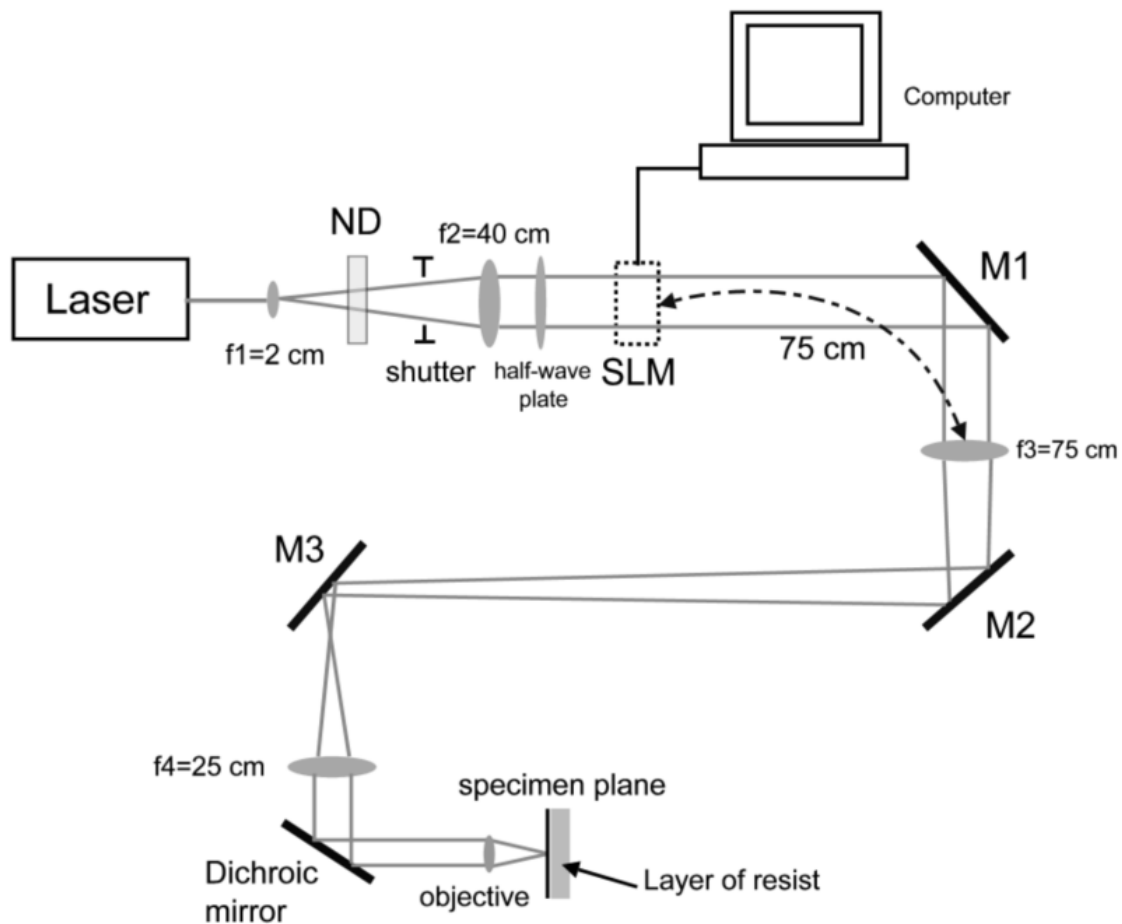 Computer
ND
f2=40 cm
M1
Laser
f1=2 cm
shutter
half-wave
plate
SLM
75 cm
f3=75 cm
M3
M2
f4=25 cm
specimen plane
Dichroic
mirror
objective
Layer of resist